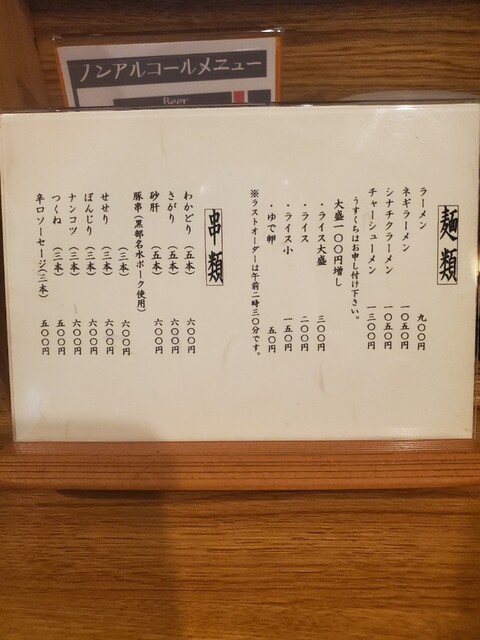 ノンアルコールメニュー
Beer
麺類
ラーメン 九〇〇円
ネギラーメン 一〇五〇円
シナチクラーメン 一〇五〇円
チャーシューメン 一三〇〇円
うすくちはお申し付け下さい。
大盛一〇〇円増し
・ライス大盛 三〇〇円
・ライス 二〇〇円
・ライス小 一五〇円
・ゆで卵 五〇円
※ラストオーダーは午前二時三〇分です。
串類
わかどり(五本) 六〇〇円
さがり(五本) 六〇〇円
砂肝(五本) 六〇〇円
豚串(黒部名水ポーク使用)
(三本) 六〇〇円
せせり(三本) 六〇〇円
ぼんじり(三本) 六〇〇円
ナンコツ(三本) 六〇〇円
つくね(三本) 五〇〇円
辛口ソーセージ(三本) 五〇〇円